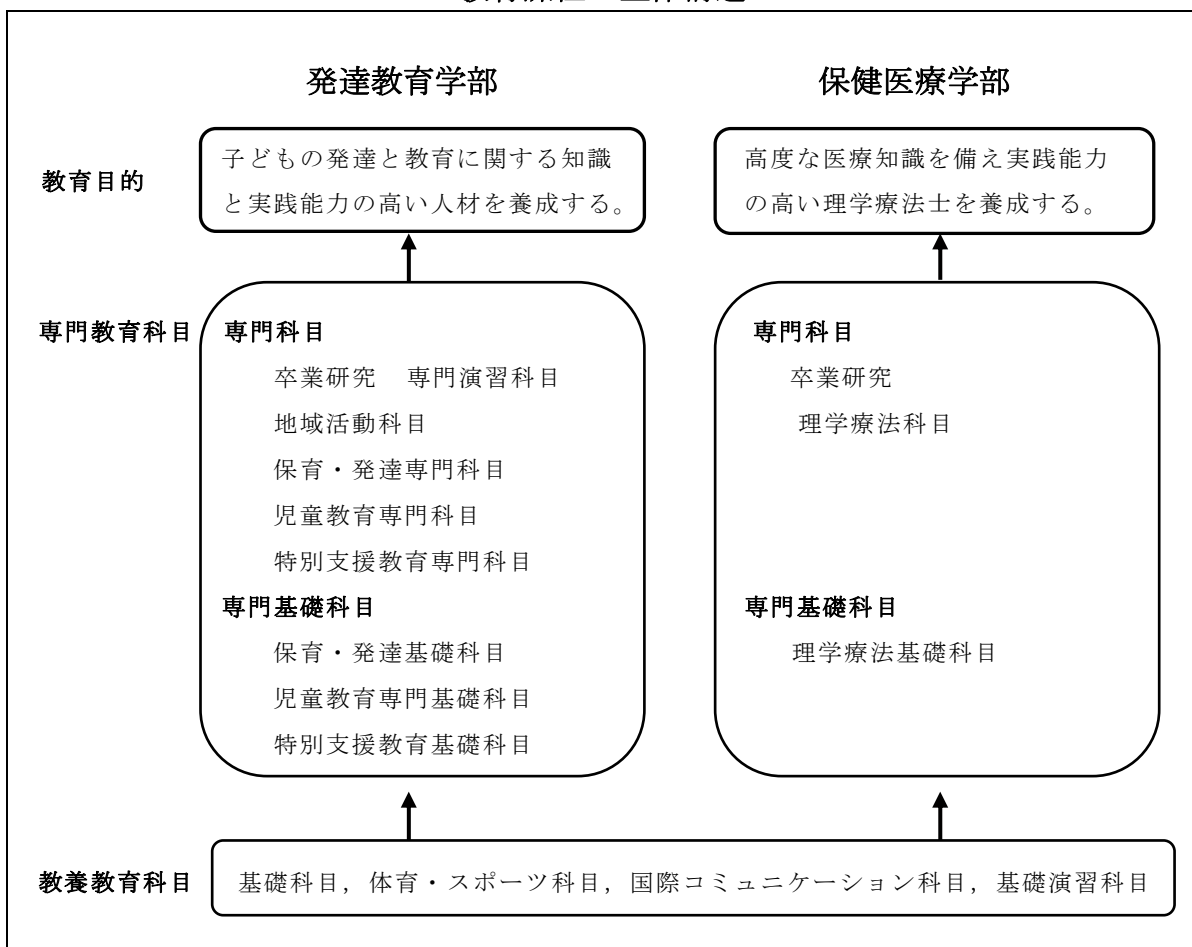 発達教育学部
保健医療学部
教育目的
子どもの発達と教育に関する知識
と実践能力の高い人材を養成する。
高度な医療知識を備え実践能力
の高い理学療法士を養成する。
専門教育科目
専門科目
卒業研究　専門演習科目
地域活動科目
保育・発達専門科目
児童教育専門科目
特別支援教育専門科目
専門基礎科目
保育・発達基礎科目
児童教育専門基礎科目
特別支援教育基礎科目
専門科目
卒業研究
理学療法科目
専門基礎科目
理学療法基礎科目
教養教育科目
基礎科目，体育・スポーツ科目，国際コミュニケーション科目，基礎演習科目